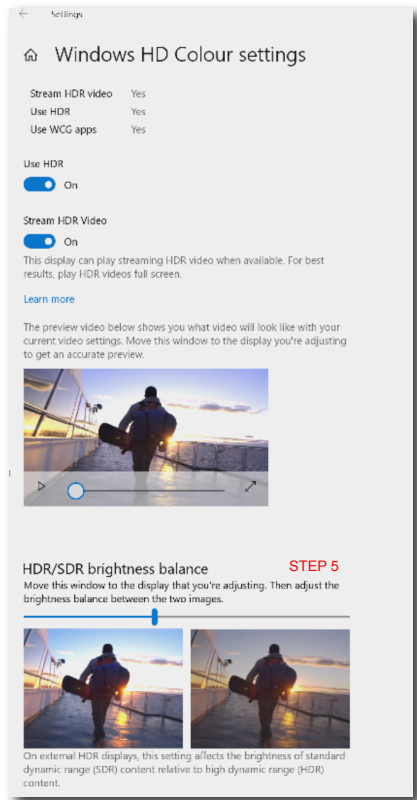 Settings
Windows HD Colour settings
Stream HDR video Yes
Use HDR Yes
Use WCG apps Yes
Use HDR
On
Stream HDR Video
On
This display can play streaming HDR video when available. For best
results, play HDR videos full screen.
Learn more
The preview video below shows you what video will look like with your
current video settings. Move this window to the display you're adjusting
to get an accurate preview.
HDR/SDR brightness balance STEP 5
Move this window to the display that you're adjusting. Then adjust the
brightness balance between the two images.
On external HDR displays, this setting affects the brightness of standard
dynamic range (SDR) content relative to high dynamic range (HDR)
content.